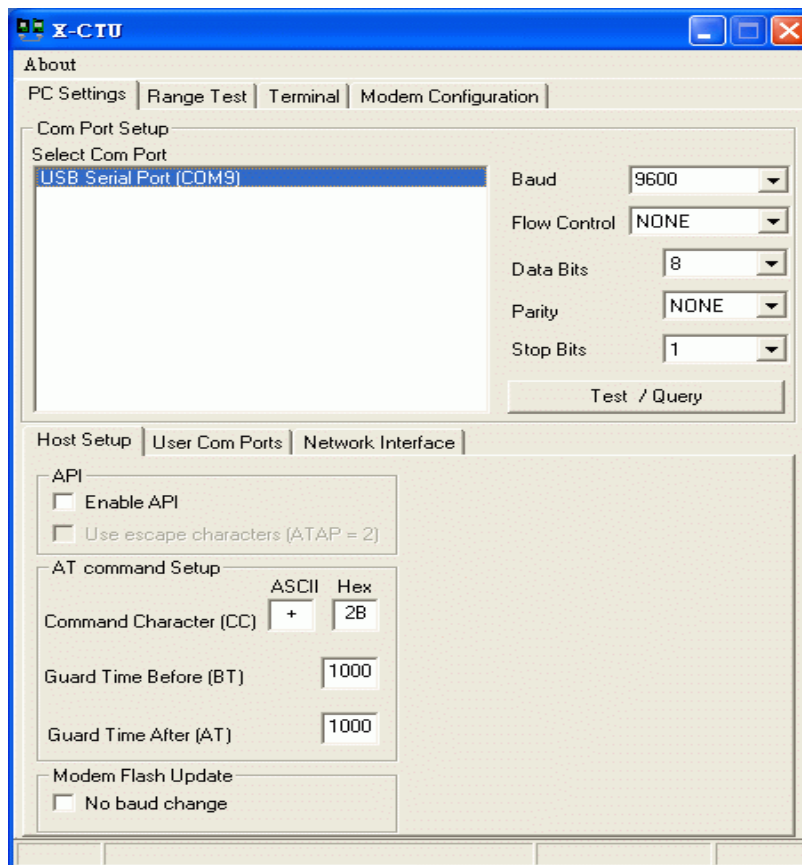 X-CTU
About
PC Settings Range Test Terminal Modem Configuration
Com Port Setup
Select Com Port
USB Serial Port (COM9)
Baud 9600
Flow Control NONE
Data Bits 8
Parity NONE
Stop Bits 1
Test / Query
Host Setup User Com Ports Network Interface
API
Enable API
Use escape characters (ATAP = 2)
AT command Setup
ASCII Hex
Command Character (CC) + 2B
Guard Time Before (BT) 1000
Guard Time After (AT) 1000
Modem Flash Update
No baud change